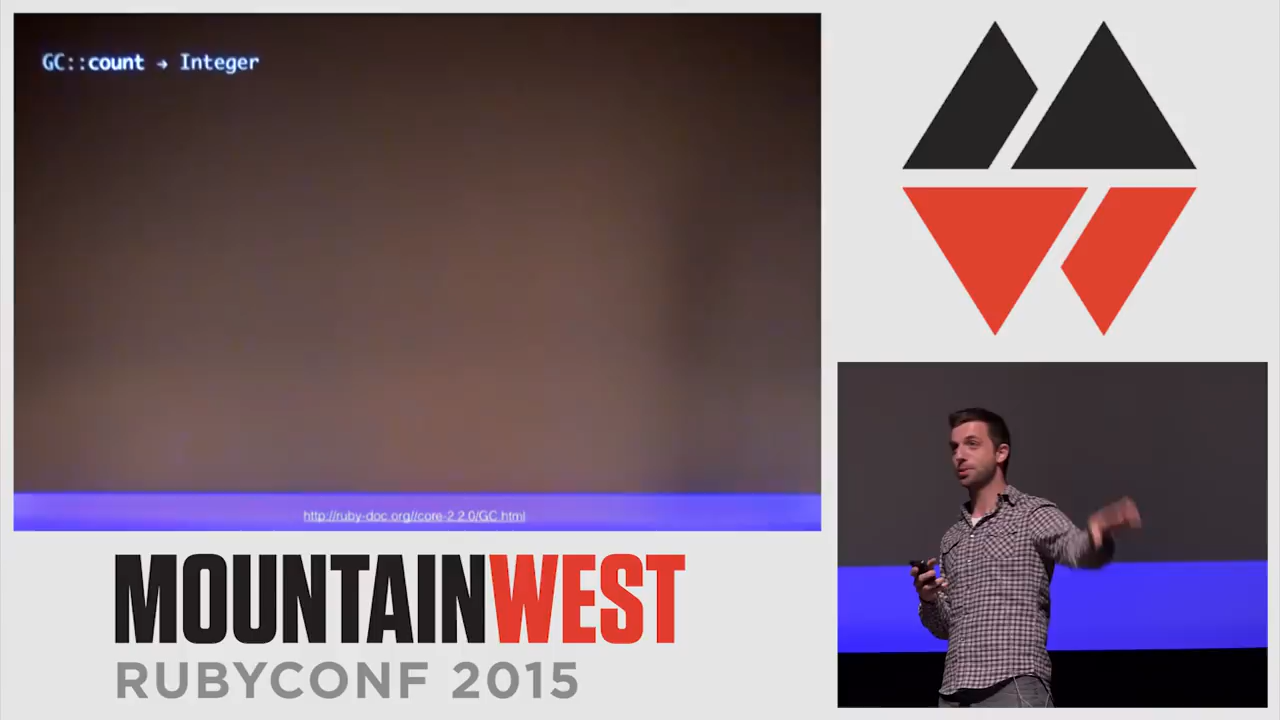 GC::count → Integer
http://ruby-doc.org//core-2.2.0/GC.html
MOUNTAINWEST
RUBYCONF 2015